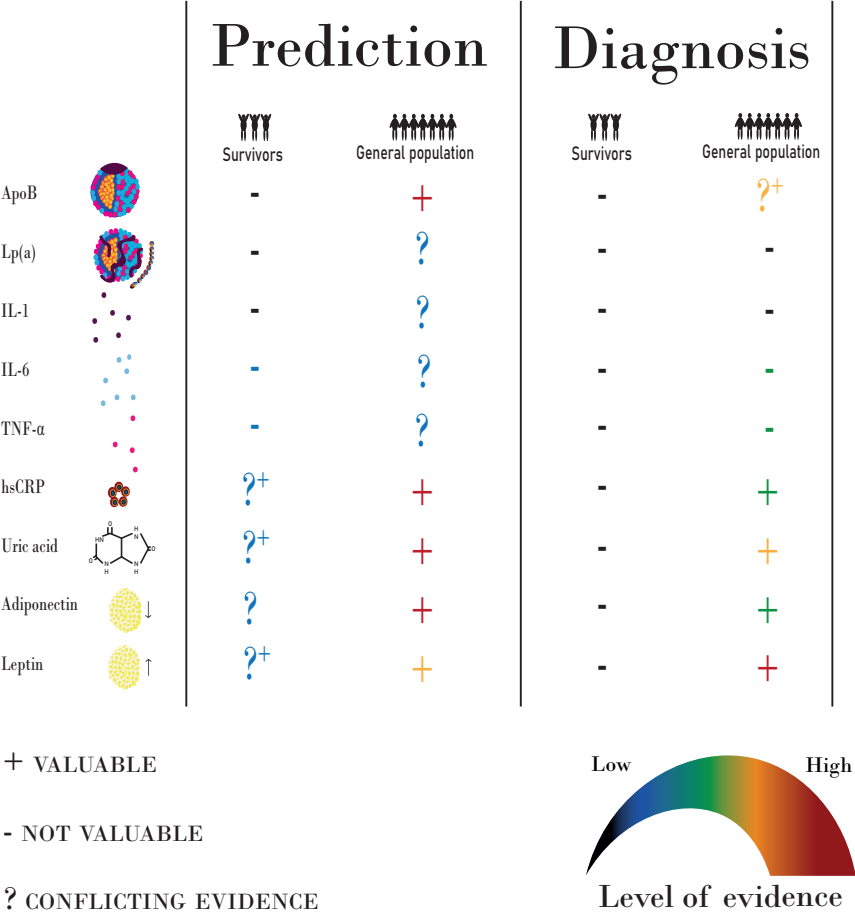 Prediction Diagnosis
Survivors General population Survivors General population
ApoB - + - ?+
Lp(a) - ? - -
IL-1 - ? - -
IL-6 - ? - -
TNF-α - ? - -
hsCRP ?+ + - +
O
HN H N
Uric acid ?+ + - +
O
O N H N H
Adiponectin ↓ ? + - +
Leptin ↑ ?+ + - +
+ VALUABLE
Low High
- NOT VALUABLE
? CONFLICTING EVIDENCE
Level of evidence